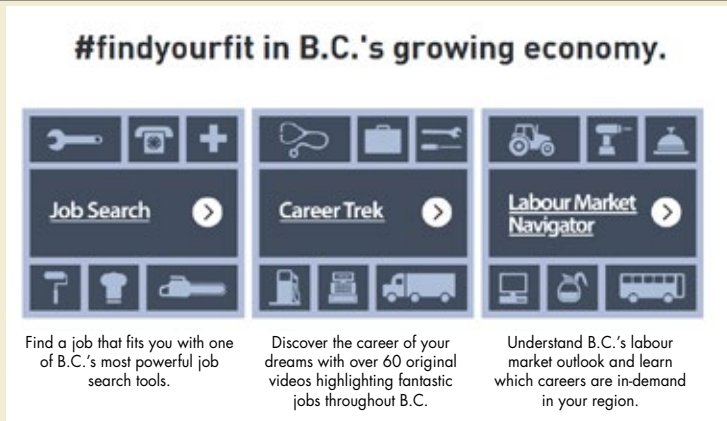 #findyourfit in B.C.'s growing economy.
Job Search
Career Trek
Labour Market
Navigator
Find a job that fits you with one
of B.C.'s most powerful job
search tools.
Discover the career of your
dreams with over 60 original
videos highlighting fantastic
jobs throughout B.C.
Understand B.C.'s labour
market outlook and learn
which careers are in-demand
in your region.